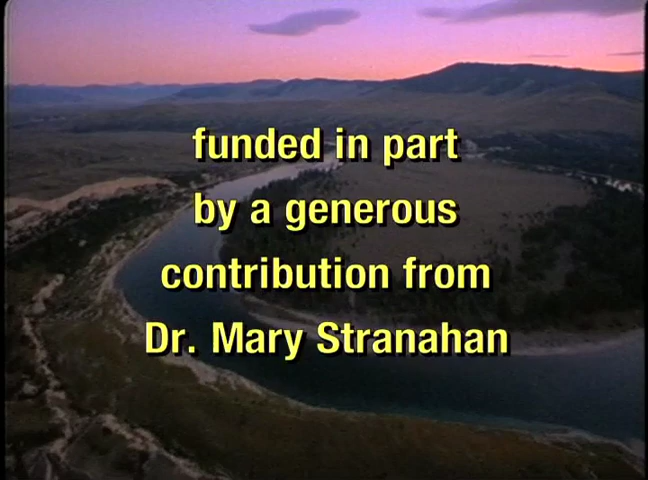 funded in part
by a generous
contribution from
Dr. Mary Stranahan